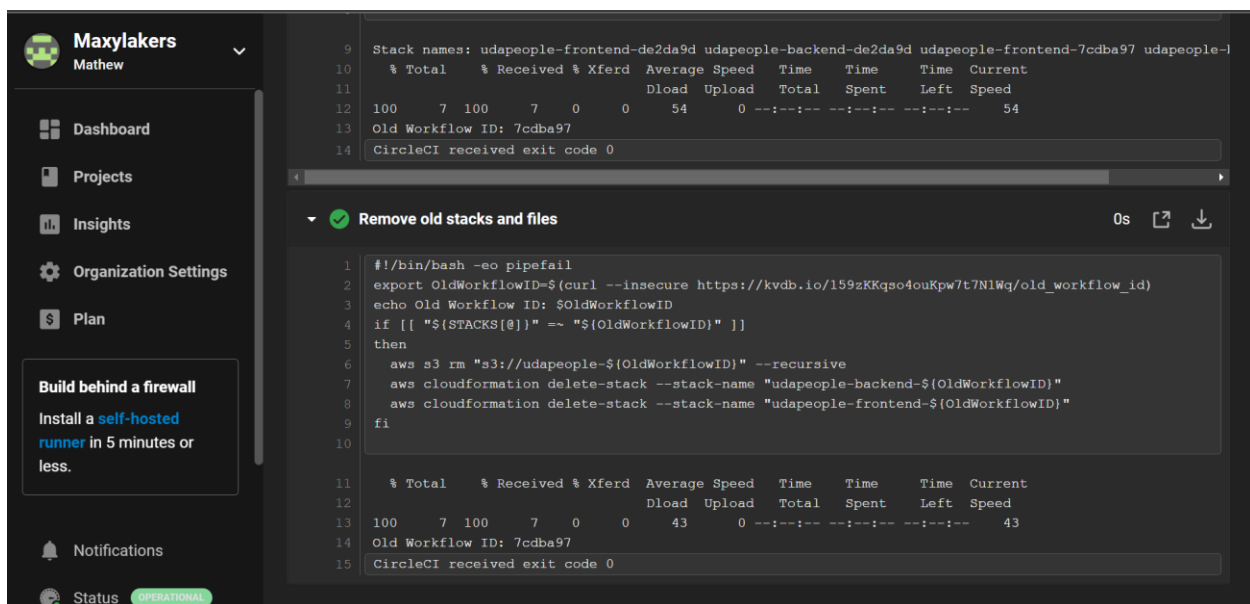 Maxylakers
Mathew
Dashboard
Projects
Insights
Organization Settings
Plan
Build behind a firewall
Install a self-hosted
runner in 5 minutes or
less.
Notifications
Status OPERATIONAL
9 Stack names: udapeople-frontend-de2da9d udapeople-backend-de2da9d udapeople-frontend-7cdba97 udapeople-
10 % Total % Received % Xferd Average Speed Time Time Time Current
11 Dload Upload Total Spent Left Speed
12 100 7 100 7 0 0 54 0 --:--:-- --:--:-- --:--:-- 54
13 Old Workflow ID: 7cdba97
14 CircleCI received exit code 0
Remove old stacks and files 0s
1 #!/bin/bash -eo pipefail
2 export OldWorkflowID=$(curl --insecure https://kvdb.io/159zKKqso4ouKpw7t7N1Wq/old_workflow_id)
3 echo Old Workflow ID: $OldWorkflowID
4 if [[ "${STACKS[@]}" =~ "${OldWorkflowID}" ]]
5 then
6 aws s3 rm "s3://udapeople-${OldWorkflowID}" --recursive
7 aws cloudformation delete-stack --stack-name "udapeople-backend-${OldWorkflowID}"
8 aws cloudformation delete-stack --stack-name "udapeople-frontend-${OldWorkflowID}"
9 fi
10
11 % Total % Received % Xferd Average Speed Time Time Time Current
12 Dload Upload Total Spent Left Speed
13 100 7 100 7 0 0 43 0 --:--:-- --:--:-- --:--:-- 43
14 Old Workflow ID: 7cdba97
15 CircleCI received exit code 0